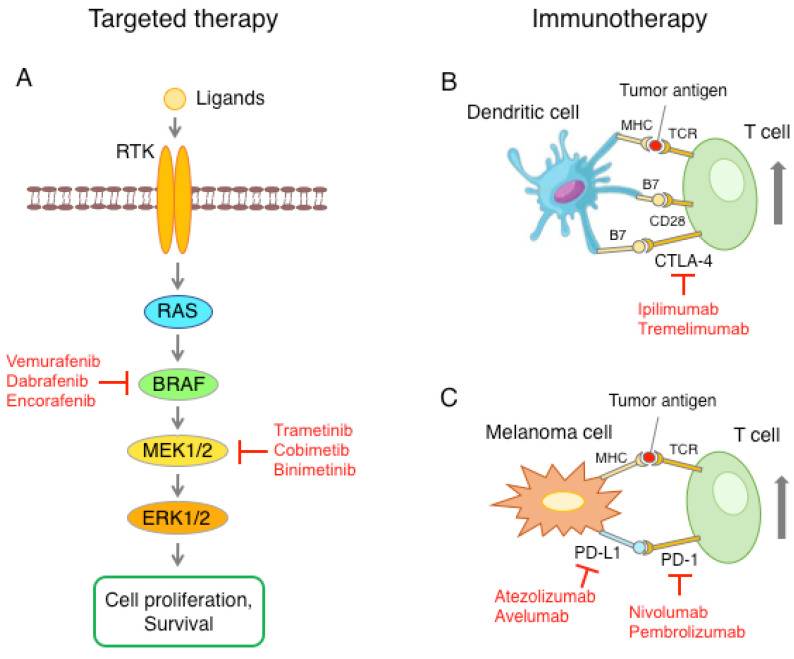 Targeted therapy
Immunotherapy
A
Ligands
RTK
RAS
Vemurafenib
Dabrafenib
Encorafenib
BRAF
MEK1/2
Trametinib
Cobimetib
Binimetinib
ERK1/2
Cell proliferation,
Survival
B
Tumor antigen
Dendritic cell
MHC
TCR
T cell
B7
CD28
B7
CTLA-4
Ipilimumab
Tremelimumab
C
Tumor antigen
Melanoma cell
MHC
TCR
T cell
PD-L1
PD-1
Atezolizumab
Avelumab
Nivolumab
Pembrolizumab